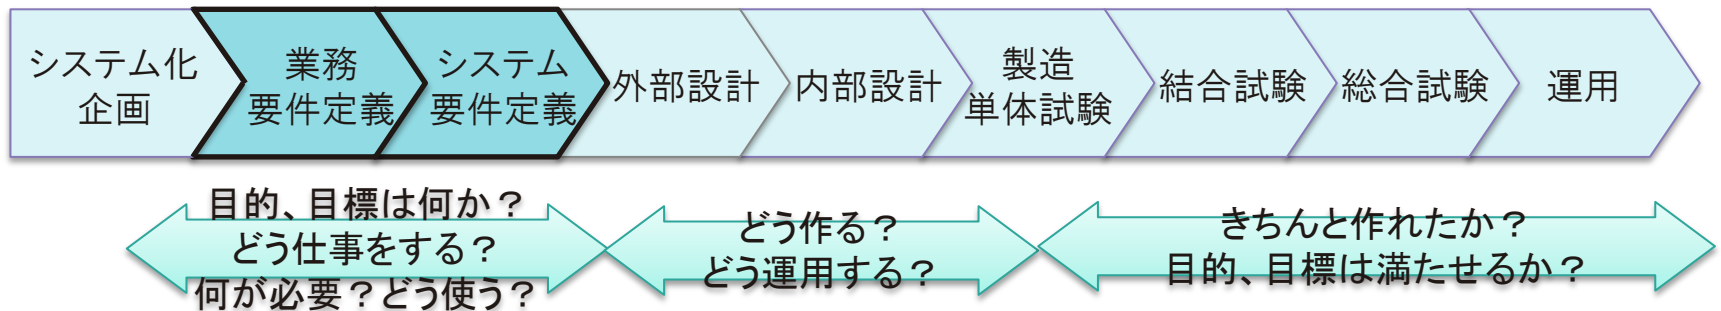 システム化
企画
業務
要件定義
システム
要件定義
外部設計
内部設計
製造
単体試験
結合試験
総合試験
運用
目的、目標は何か？
どう仕事をする？
何が必要？どう使う？
どう作る？
どう運用する？
きちんと作れたか？
目的、目標は満たせるか？